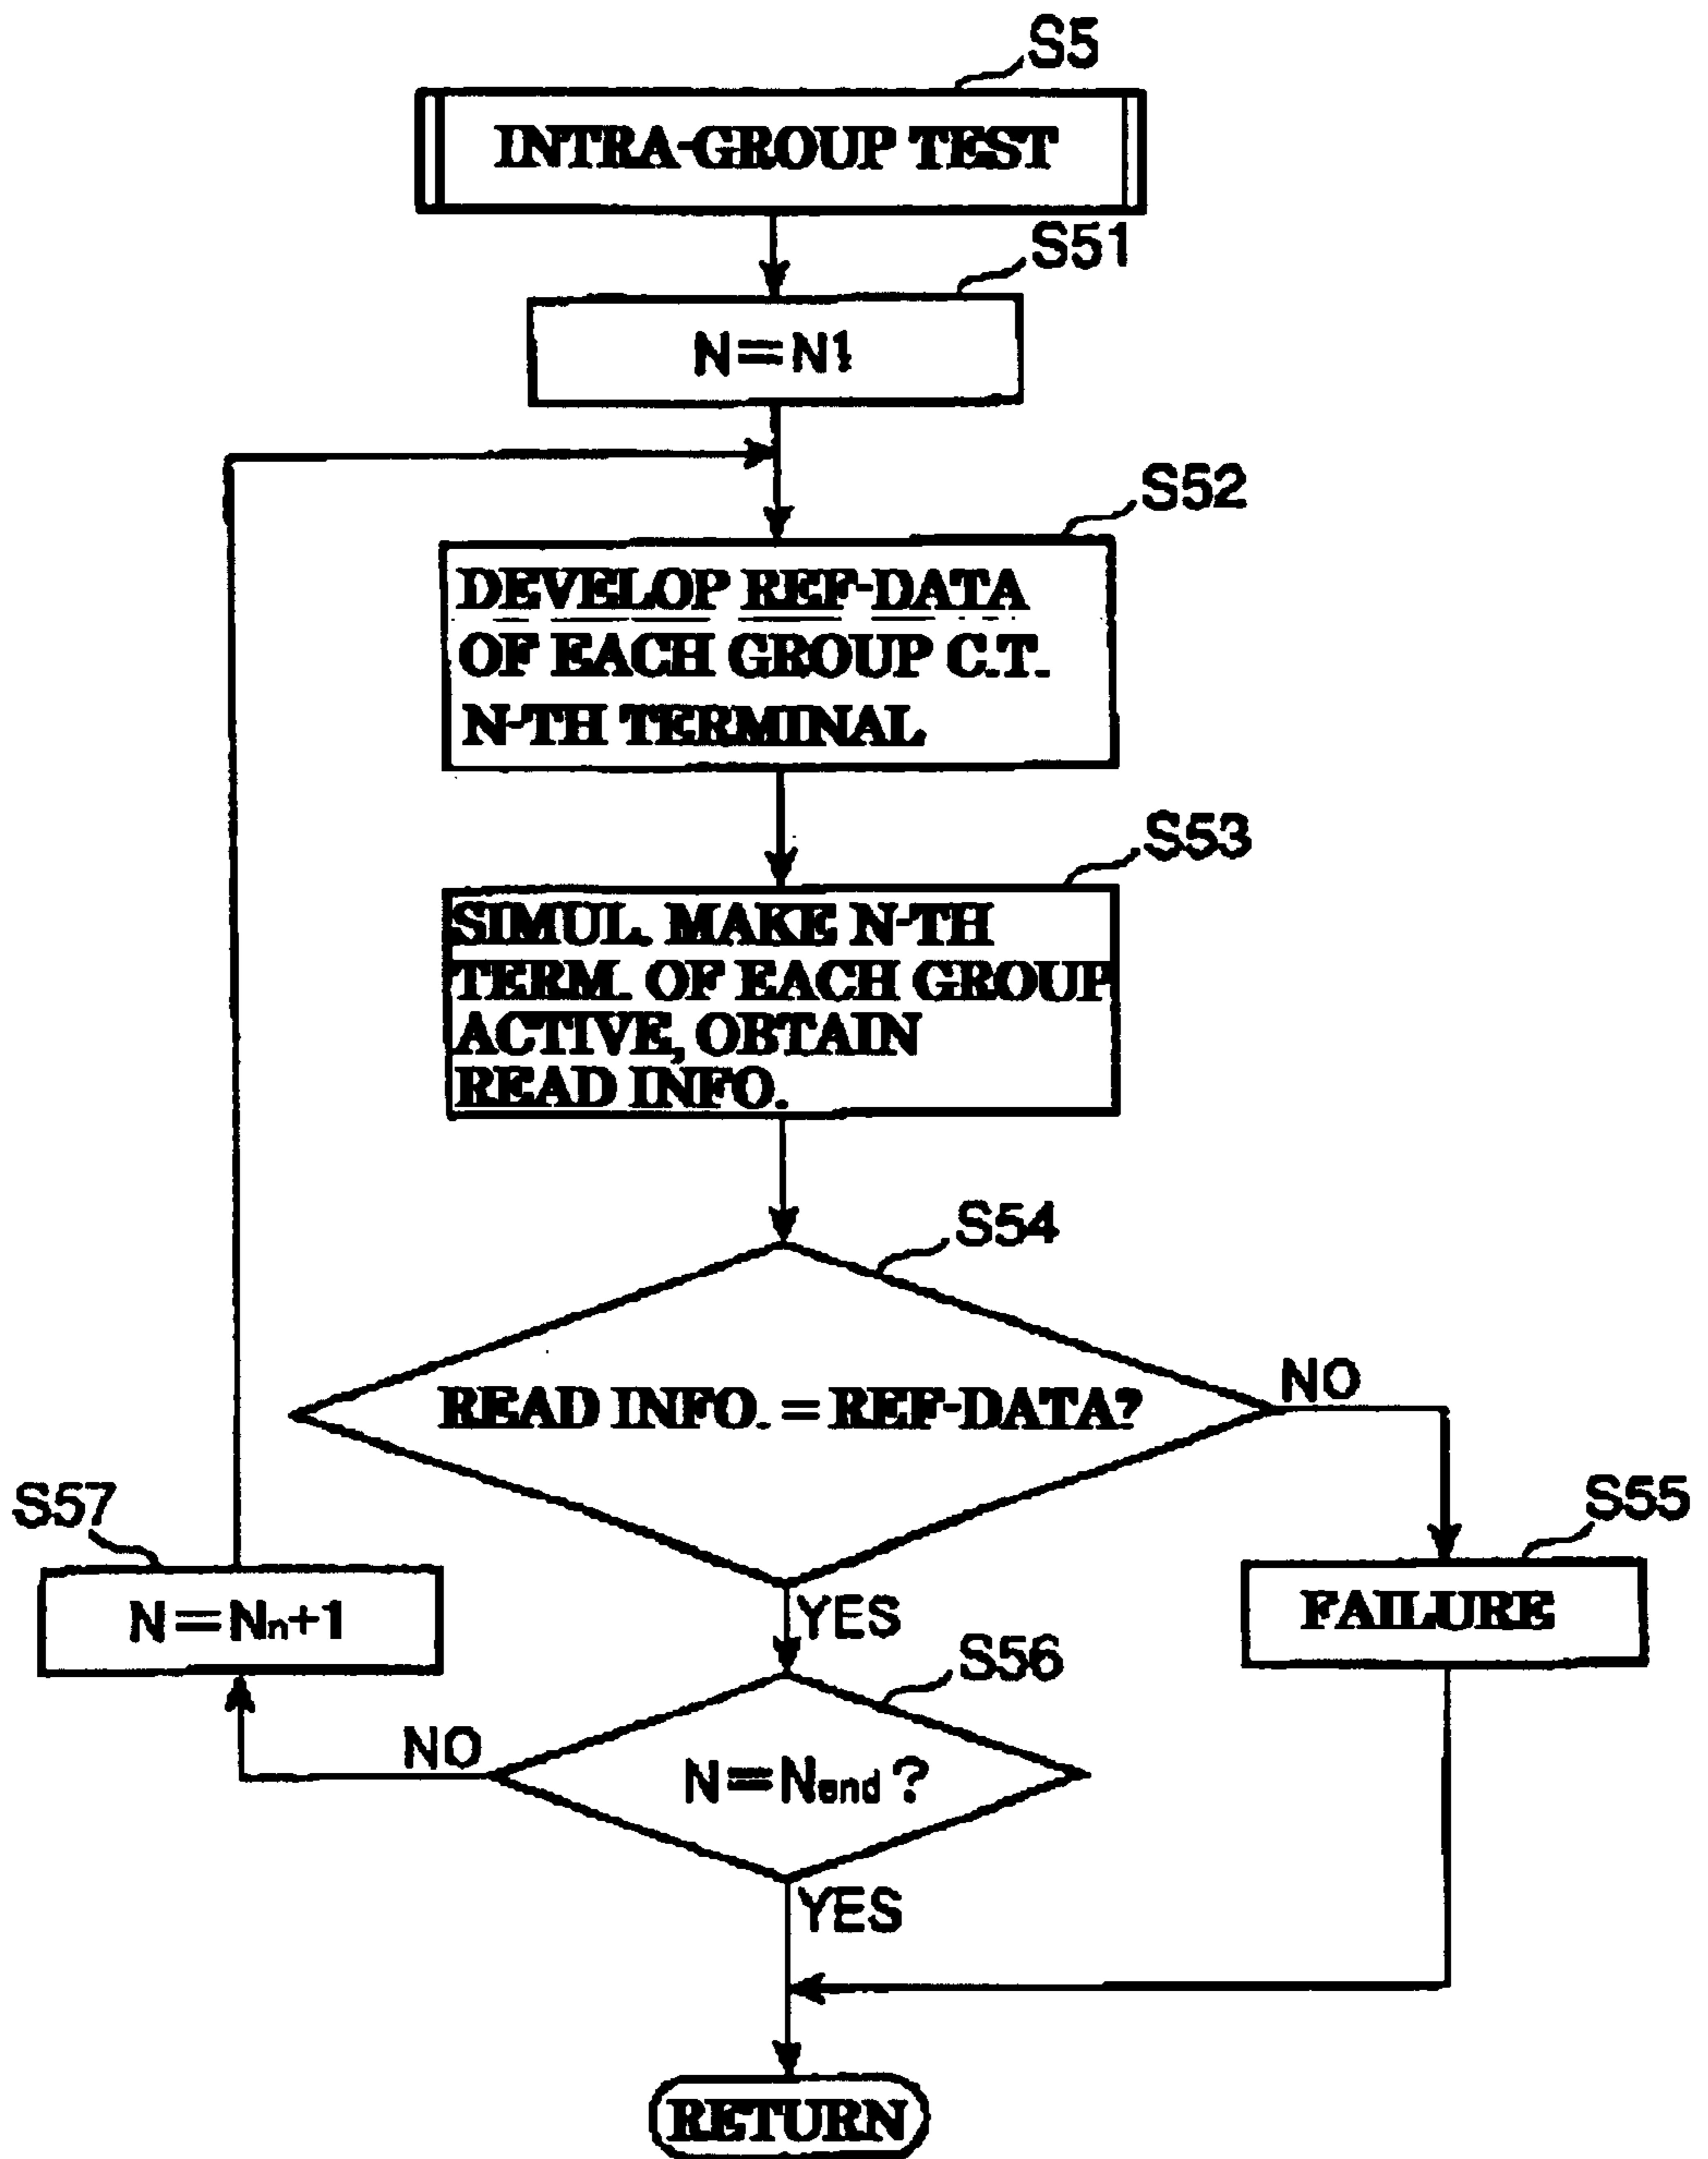 S5
INTRA-GROUP TEST
S51
N=N1
S52
DEVELOP REF-DATA
OF EACH GROUP C.T.
N-TH TERMINAL
S53
SIMUL. MAKE N-TH
TERM. OF EACH GROUP
ACTIVE, OBTAIN
READ INFO.
S54
READ INFO. = REF-DATA?
NO
S57
S55
N=Nn+1
YES
FAILURE
S56
NO
N=Nend?
YES
RETURN